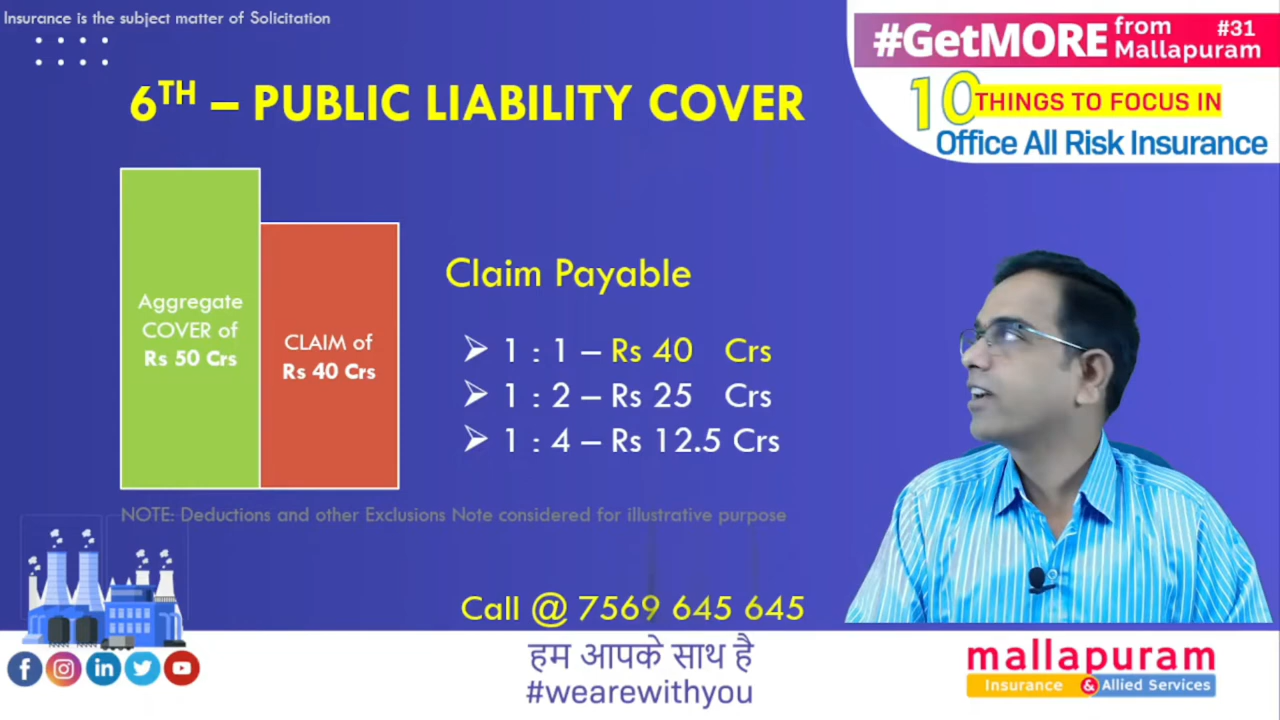 Insurance is the subject matter of Solicitation
#GetMORE from Mallapuram #31
10 THINGS TO FOCUS IN
Office All Risk Insurance
6TH – PUBLIC LIABILITY COVER
Aggregate
COVER of
Rs 50 Crs
CLAIM of
Rs 40 Crs
Claim Payable
1 : 1 – Rs 40 Crs
1 : 2 – Rs 25 Crs
1 : 4 – Rs 12.5 Crs
NOTE: Deductions and other Exclusions Note considered for illustrative purpose
Call @ 7569 645 645
हम आपके साथ है
#wearewithyou
mallapuram
Insurance & Allied Services